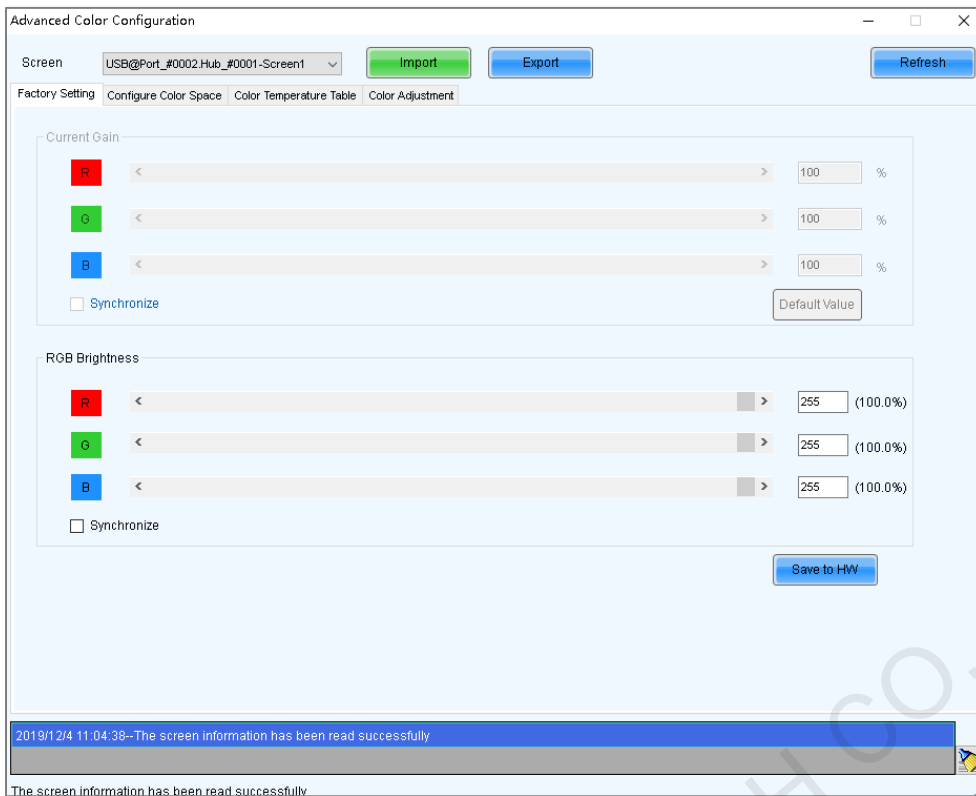 Advanced Color Configuration
Screen USB@Port_#0002.Hub_#0001-Screen1 Import Export Refresh
Factory Setting Configure Color Space Color Temperature Table Color Adjustment
Current Gain
R 100 %
G 100 %
B 100 %
Synchronize Default Value
RGB Brightness
R 255 (100.0%)
G 255 (100.0%)
B 255 (100.0%)
Synchronize
Save to HW
2019/12/4 11:04:38--The screen information has been read successfully
The screen information has been read successfully
H CO.